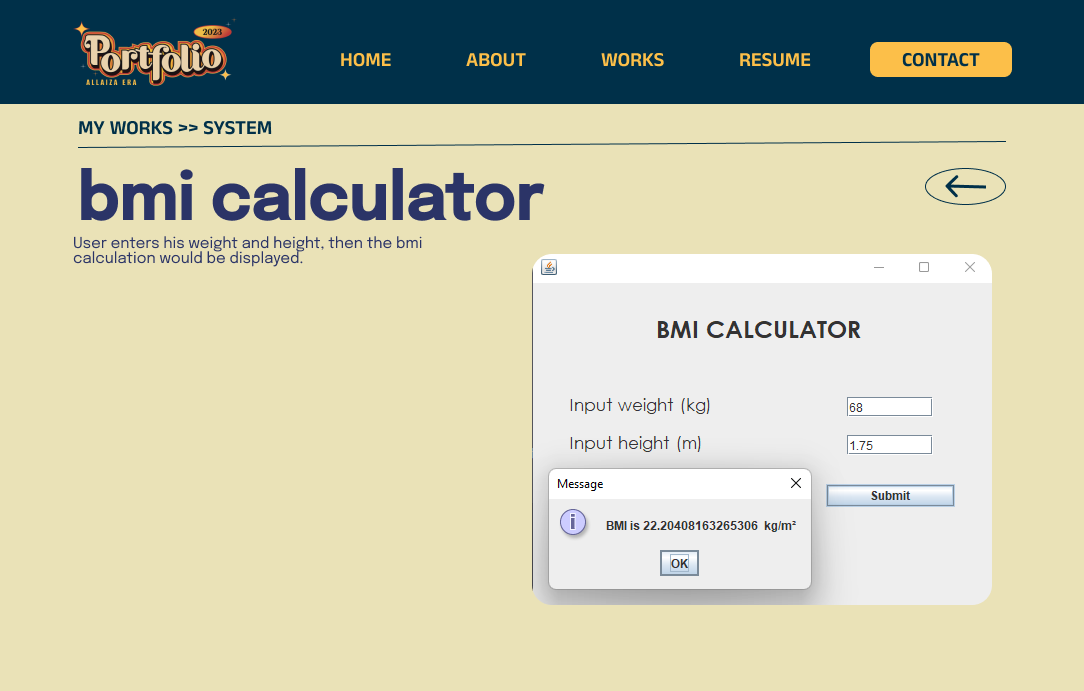 2023
Portfolio
ALLAIZA ERA
HOME ABOUT WORKS RESUME CONTACT
MY WORKS >> SYSTEM
bmi calculator
User enters his weight and height, then the bmi
calculation would be displayed.
BMI CALCULATOR
Input weight (kg) 68
Input height (m) 1.75
Submit
Message
i
BMI is 22.20408163265306 kg/m²
OK